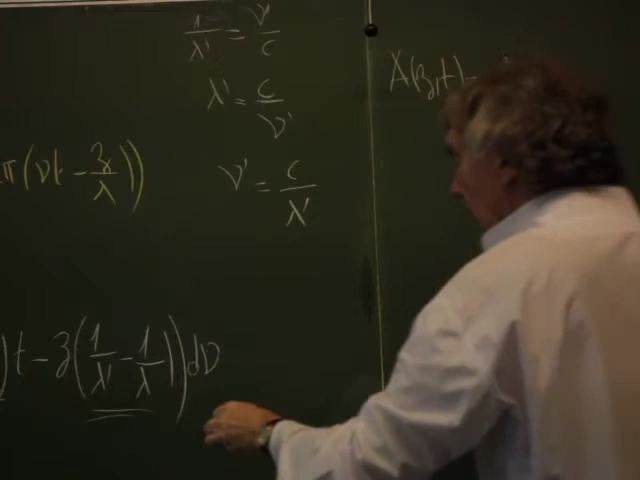 1/λ' = ν'/c
A(z,t) -
λ' = c/ν'
π(νt - z/λ))
ν' = c/λ'
)t - z(1/λ' - 1/λ))dν